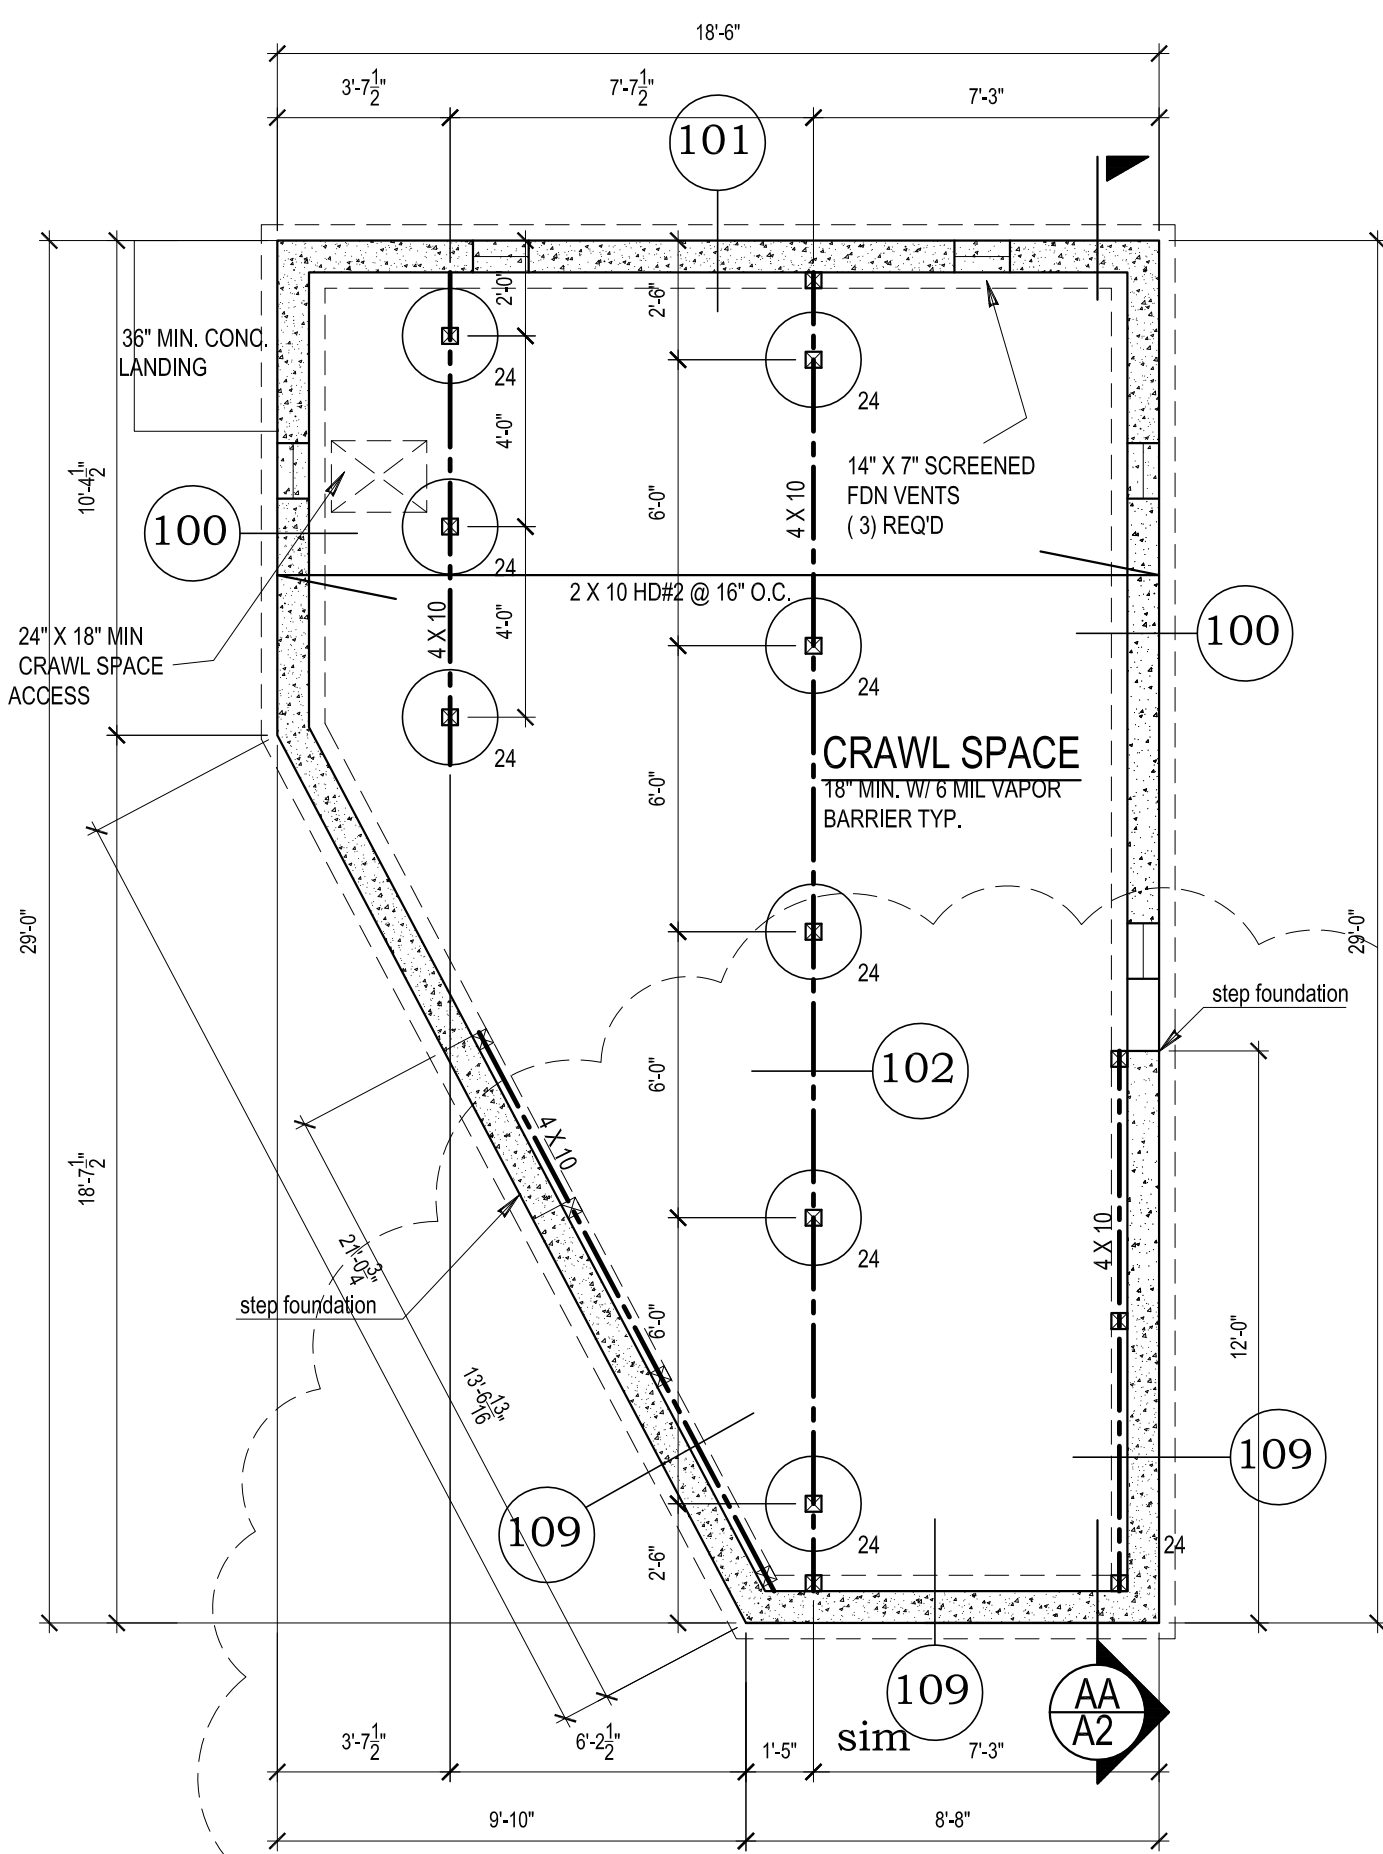 18'-6"
3'-7 1/2"
7'-7 1/2"
7'-3"
101
2'-0"
2'-6"
36" MIN. CONC.
LANDING
24
24
4'-0"
10'-4 1/2"
14" X 7" SCREENED
FDN VENTS
( 3) REQ'D
6'-0"
4 X 10
100
24
2 X 10 HD#2 @ 16" O.C.
4'-0"
4 X 10
24" X 18" MIN
CRAWL SPACE
ACCESS
100
24
24
CRAWL SPACE
18" MIN. W/ 6 MIL VAPOR
BARRIER TYP.
6'-0"
29'-0"
29'-0"
24
step foundation
102
6'-0"
4 X 10
18'-7 1/2"
4 X 10
21'-0 3/4"
24
step foundation
6'-0"
12'-0"
13'-6 13/16"
109
109
24
24
2'-6"
109
sim
AA
A2
3'-7 1/2"
6'-2 1/2"
1'-5"
7'-3"
9'-10"
8'-8"